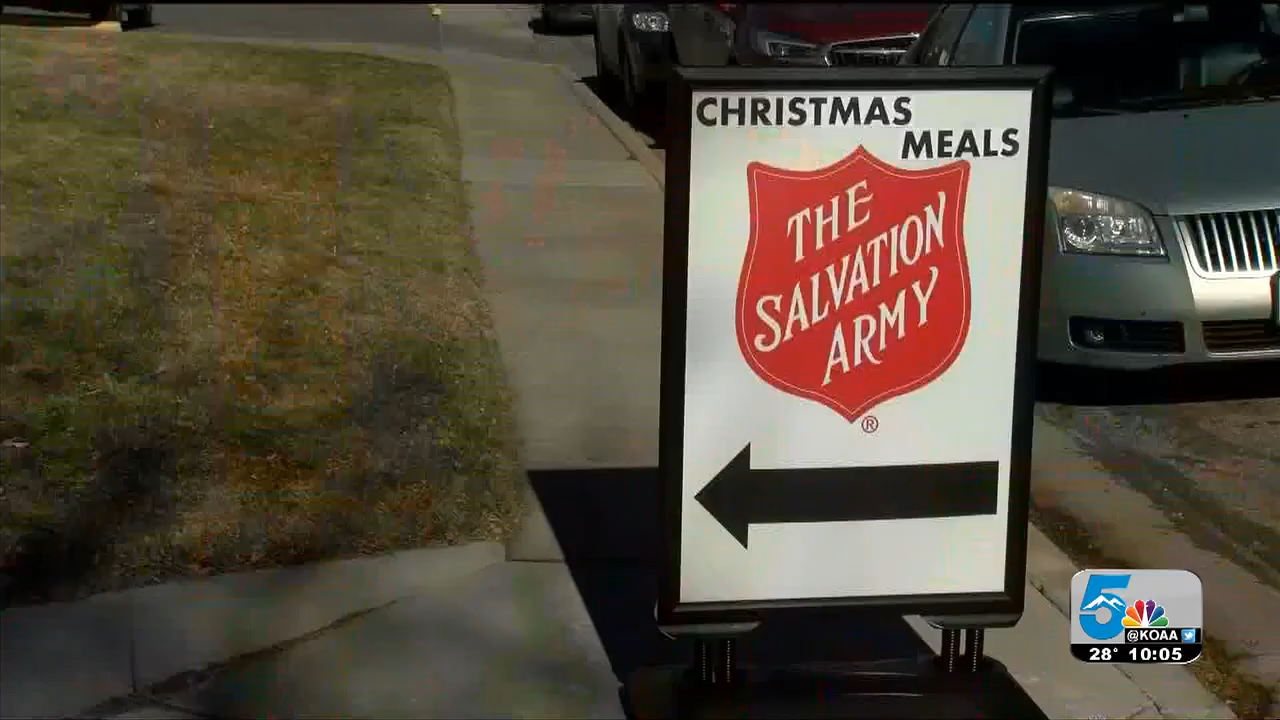 CHRISTMAS
MEALS
THE
SALVATION
ARMY
®
5
@KOAA
28° 10:05